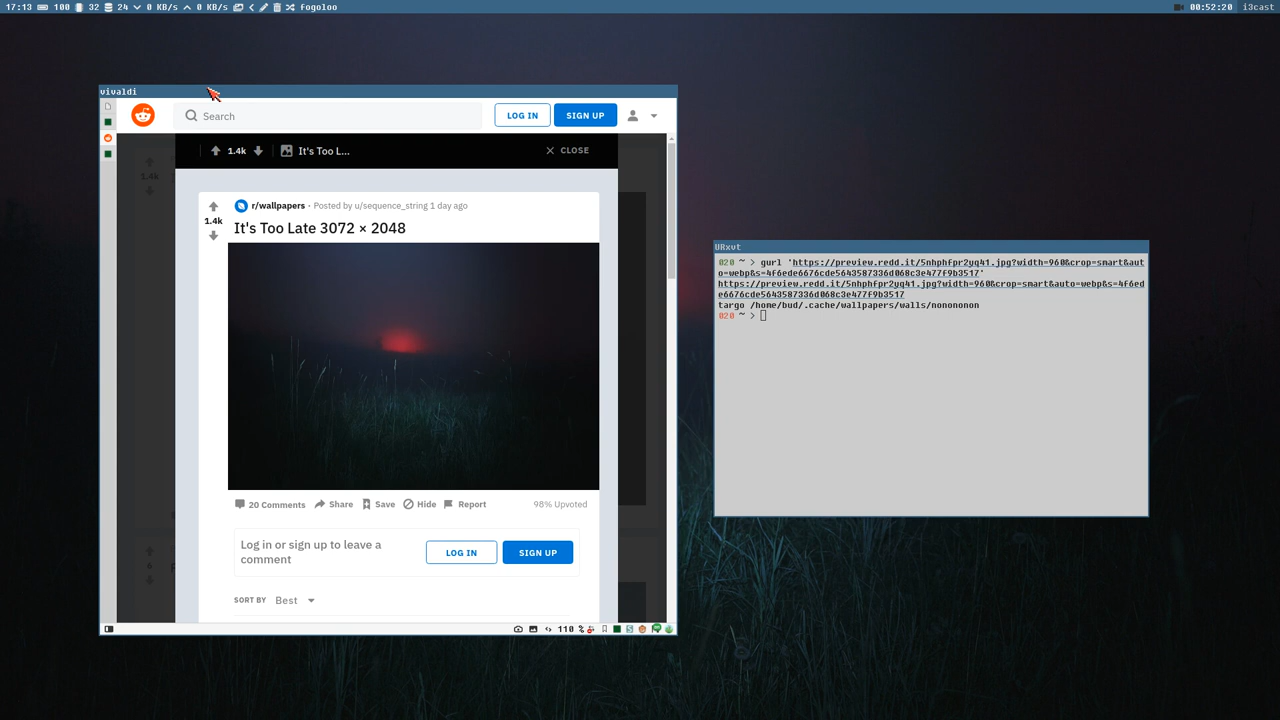 17:13 100 32 24 0 KB/s 0 KB/s fogoloo 00:52:20 i3cast
vivaldi
Search LOG IN SIGN UP
1.4k It's Too L... CLOSE
r/wallpapers · Posted by u/sequence_string 1 day ago
1.4k
It's Too Late 3072 × 2048
20 Comments Share Save Hide Report 98% Upvoted
Log in or sign up to leave a
comment
LOG IN SIGN UP
SORT BY Best
110 %
URxvt
020 ~ > gurl 'https://preview.redd.it/5nhphfpr2yq41.jpg?width=960&crop=smart&aut
o=webp&s=4f6ede6676cde5643587336d068c3e477f9b3517'
https://preview.redd.it/5nhphfpr2yq41.jpg?width=960&crop=smart&auto=webp&s=4f6ed
e6676cde5643587336d068c3e477f9b3517
targo /home/bud/.cache/wallpapers/walls/nonononon
020 ~ >